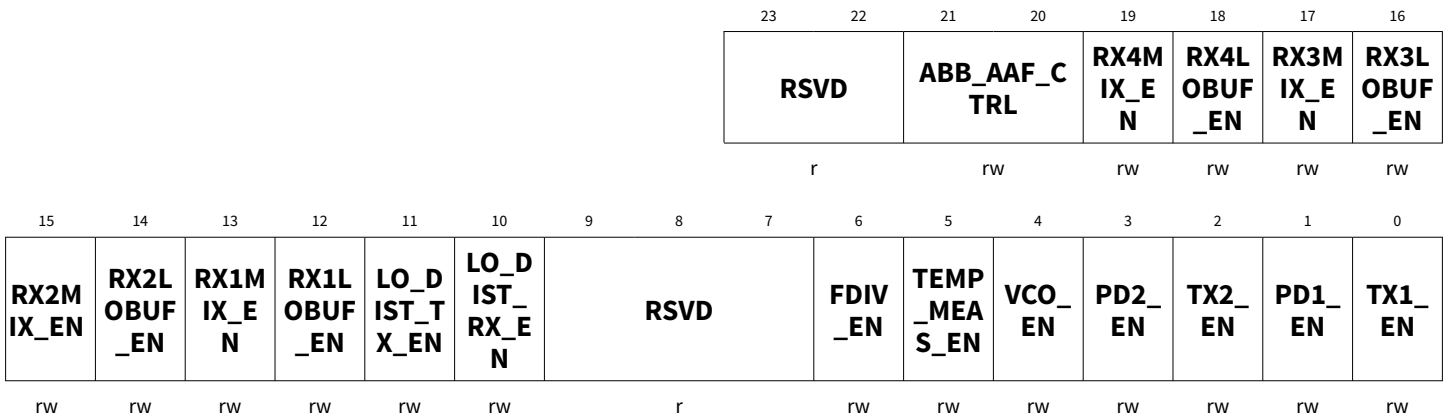 23 22 21 20 19 18 17 16
RSVD ABB_AAF_C RX4M RX4L RX3M RX3L
TRL IX_E OBUF IX_E OBUF
N _EN N _EN
r rw rw rw rw rw
15 14 13 12 11 10 9 8 7 6 5 4 3 2 1 0
RX2M RX2L RX1M RX1L LO_D LO_D RSVD FDIV TEMP VCO_ PD2_ TX2_ PD1_ TX1_
IX_EN OBUF IX_E OBUF IST_T IST_ _EN _MEA EN EN EN EN EN
_EN N _EN X_EN RX_E S_EN
N
rw rw rw rw rw rw r rw rw rw rw rw rw rw